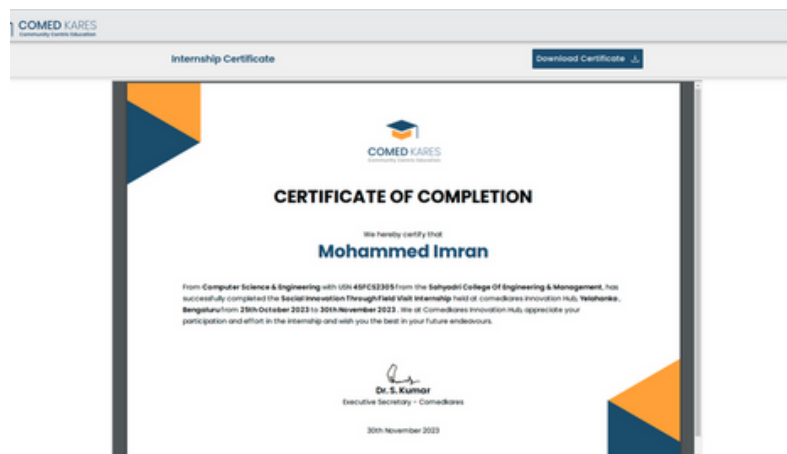 COMED KARES
Community Centric Education
Internship Certificate
Download Certificate
COMED KARES
Community Centric Education
CERTIFICATE OF COMPLETION
We hereby certify that
Mohammed Imran
From Computer Science & Engineering with USN 4SFCS2305 from the Sahyadri College Of Engineering & Management, has
successfully completed the Social Innovation Through Field Visit Internship held at comedkares Innovation Hub, Yelahanka ,
Bengaluru from 25th October 2023 to 30th November 2023 . We at Comedkares Innovation Hub, appreciate your
participation and effort in the internship and wish you the best in your future endeavours.
Dr. S. Kumar
Executive Secretary - Comedkares
30th November 2023